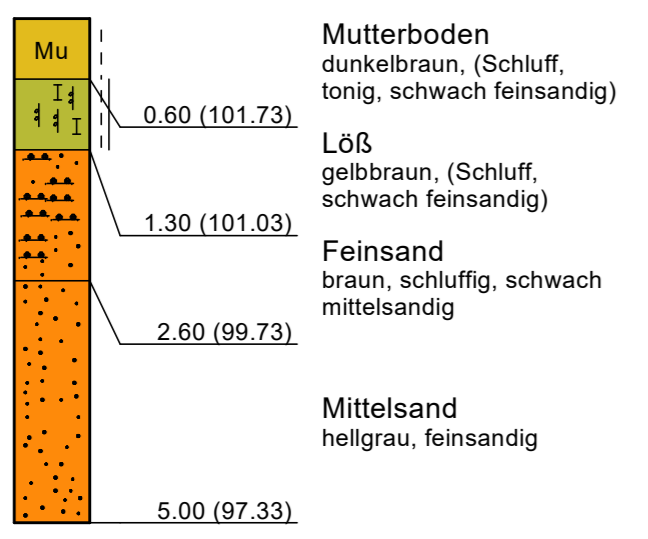 Mu
Mutterboden
dunkelbraun, (Schluff,
tonig, schwach feinsandig)
0.60 (101.73)
Löß
gelbbraun, (Schluff,
schwach feinsandig)
1.30 (101.03)
Feinsand
braun, schluffig, schwach
mittelsandig
2.60 (99.73)
Mittelsand
hellgrau, feinsandig
5.00 (97.33)